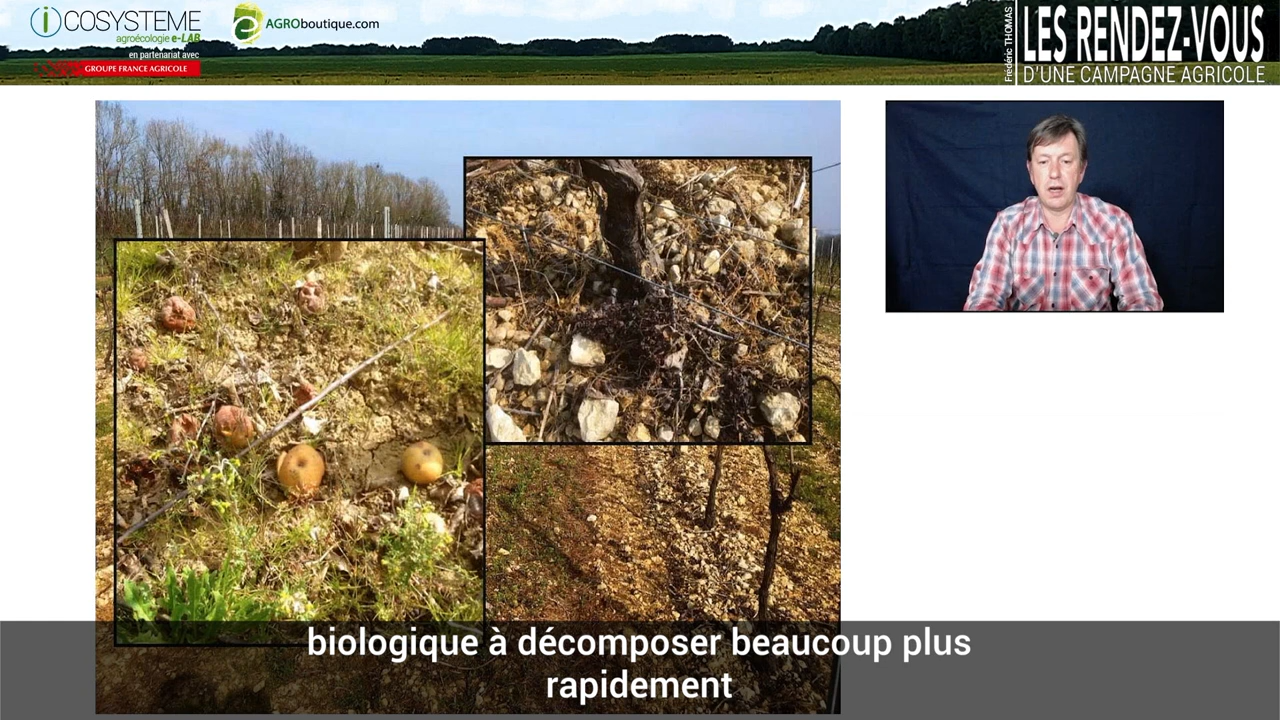 iCOSYSTEME
agroécologie e-LAB
en partenariat avec
GROUPE FRANCE AGRICOLE
AGROboutique.com
Frédéric THOMAS
LES RENDEZ-VOUS
D'UNE CAMPAGNE AGRICOLE
biologique à décomposer beaucoup plus
rapidement